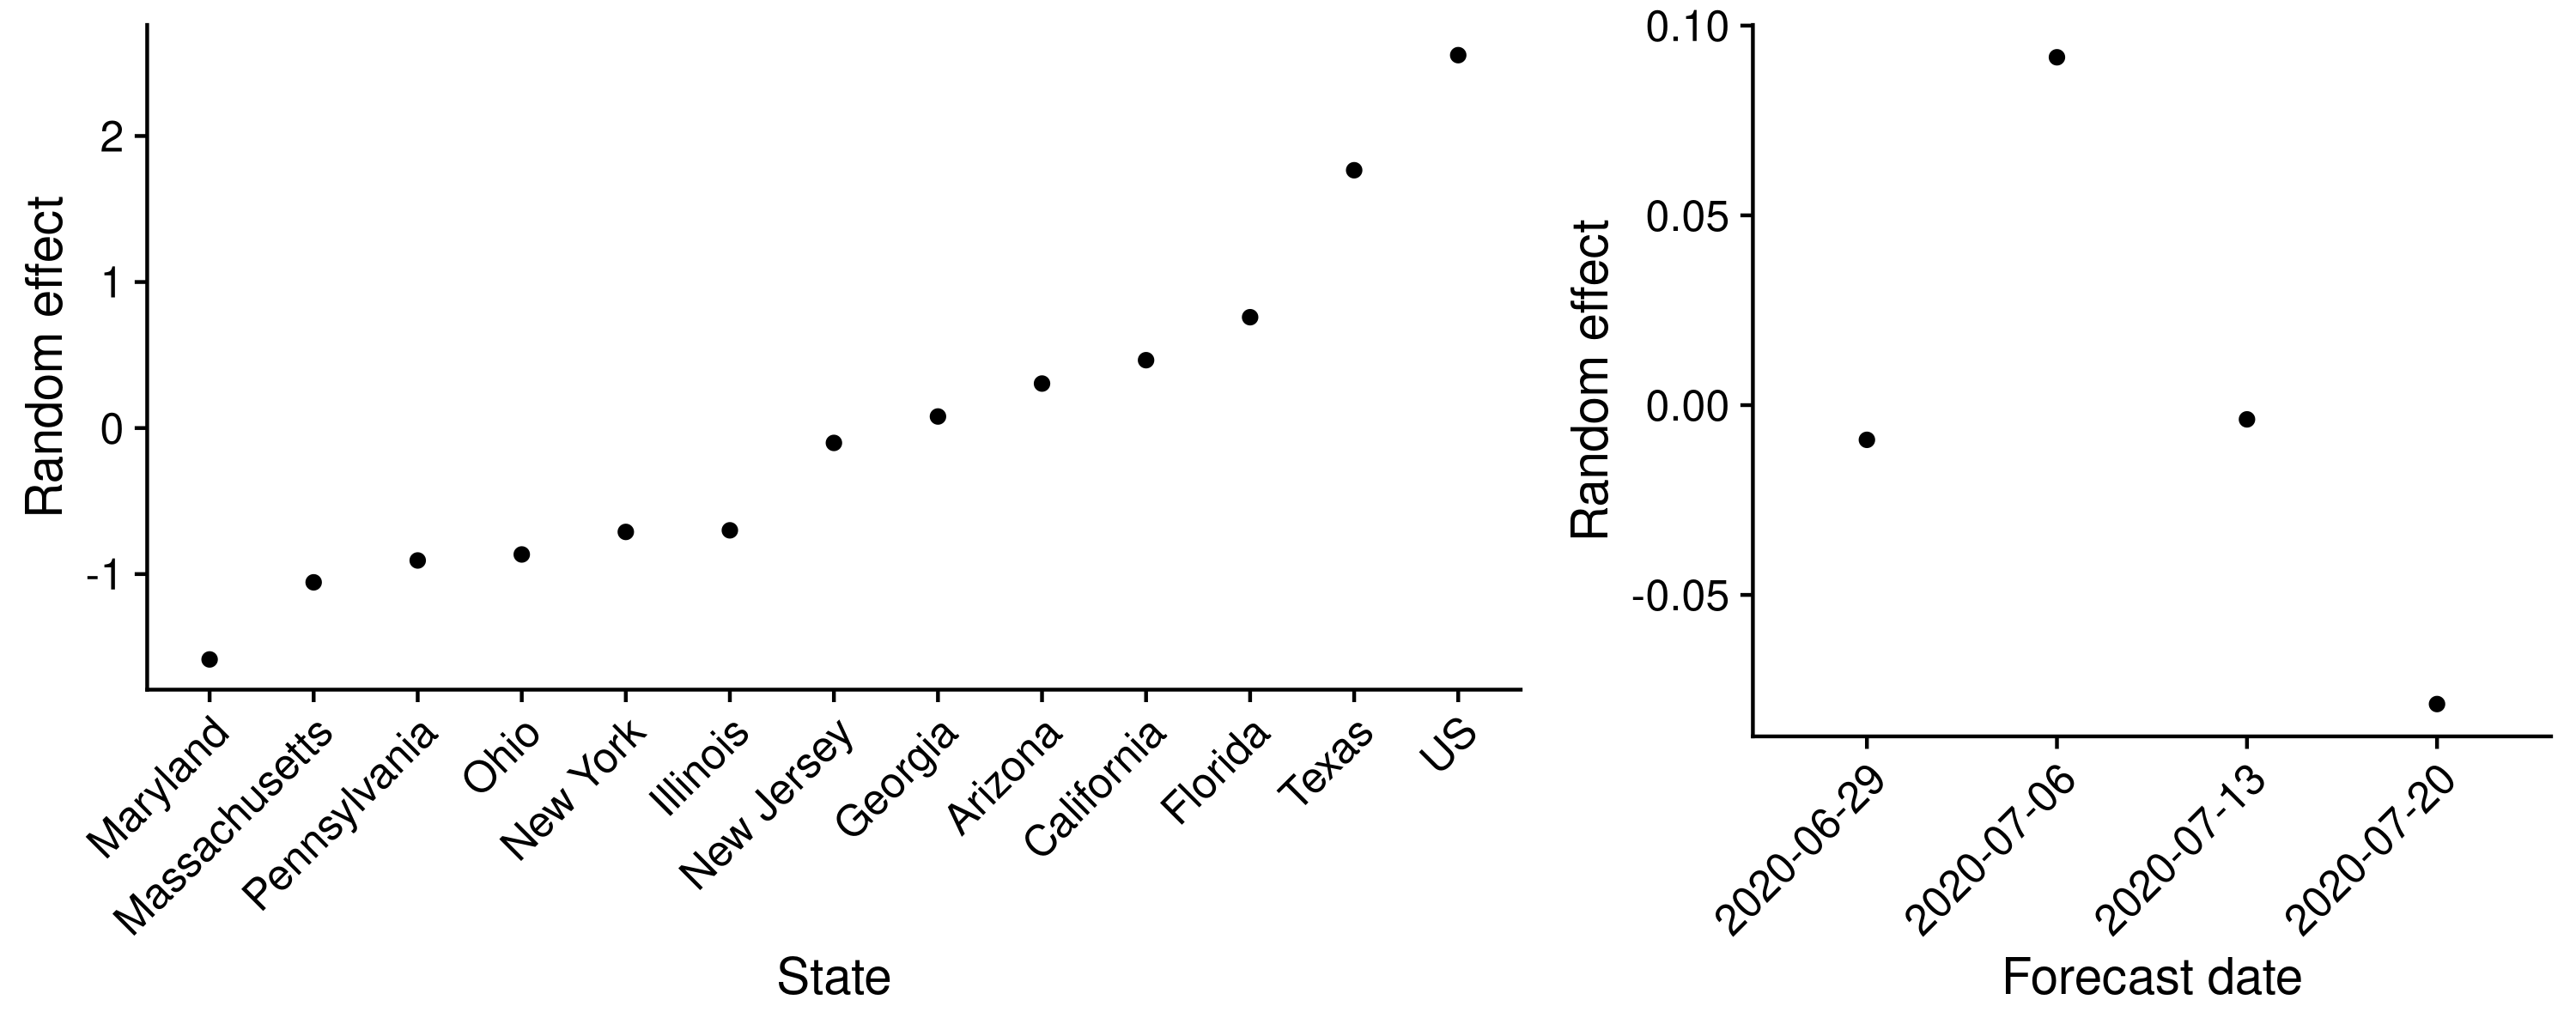 Random effect
2
1
0
-1
Maryland
Massachusetts
Pennsylvania
Ohio
New York
Illinois
New Jersey
Georgia
Arizona
California
Florida
Texas
US
State
Random effect
0.10
0.05
0.00
-0.05
2020-06-29
2020-07-06
2020-07-13
2020-07-20
Forecast date